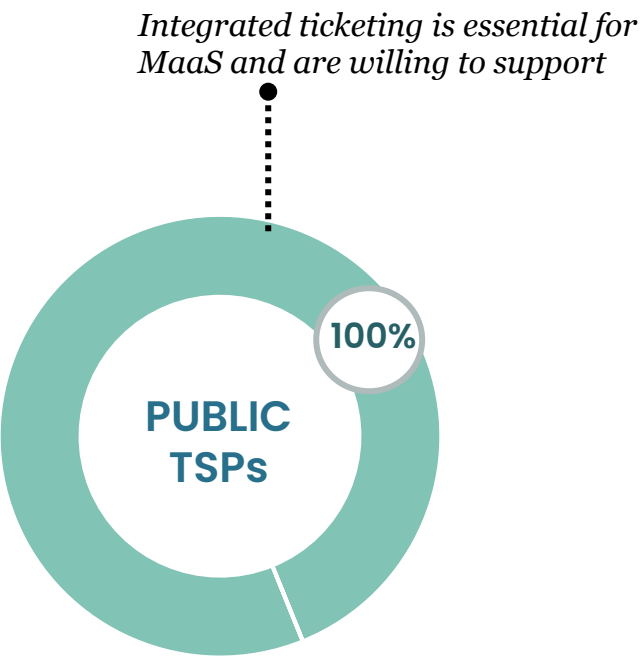 Integrated ticketing is essential for
MaaS and are willing to support
100%
PUBLIC
TSPs